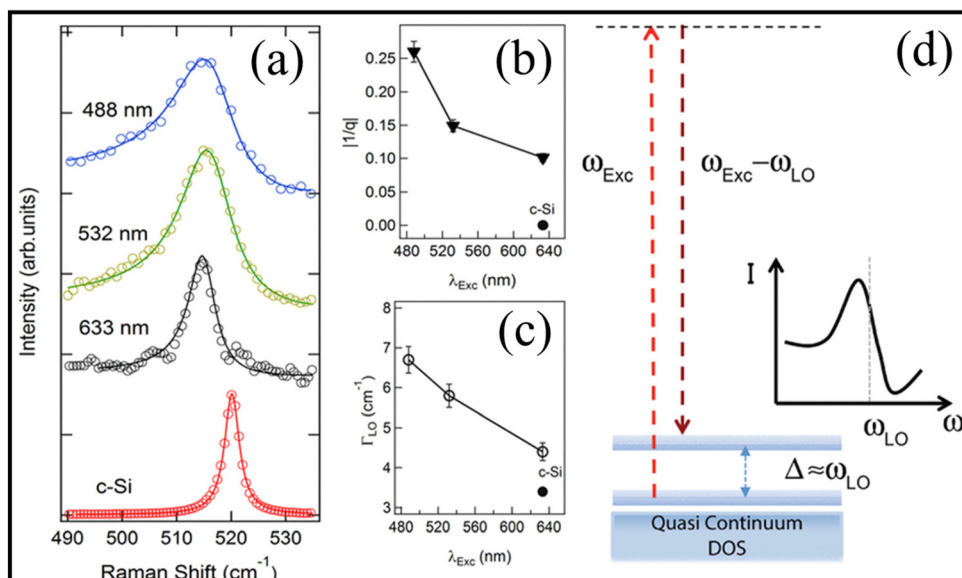 (a)
488 nm
532 nm
633 nm
c-Si
Intensity (arb.units)
490 500 510 520 530
Raman Shift (cm⁻¹)
(b)
0.25
0.20
0.15
0.10
0.05
0.00
|1/q|
c-Si
480 520 560 600 640
λExc (nm)
(c)
8
7
6
5
4
3
ΓLO (cm⁻¹)
c-Si
480 520 560 600 640
λExc (nm)
(d)
ωExc
ωExc−ωLO
I
ωLO
ω
Δ≈ωLO
Quasi Continuum
DOS